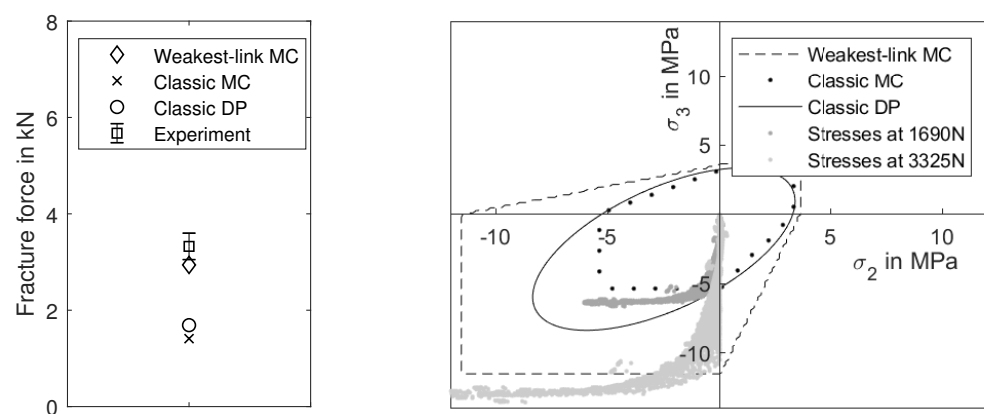 8
6
4
2
0
Fracture force in kN
Weakest-link MC
Classic MC
Classic DP
Experiment
σ3 in MPa
10
5
-5
-10
-10
-5
5
10
σ2 in MPa
Weakest-link MC
Classic MC
Classic DP
Stresses at 1690N
Stresses at 3325N